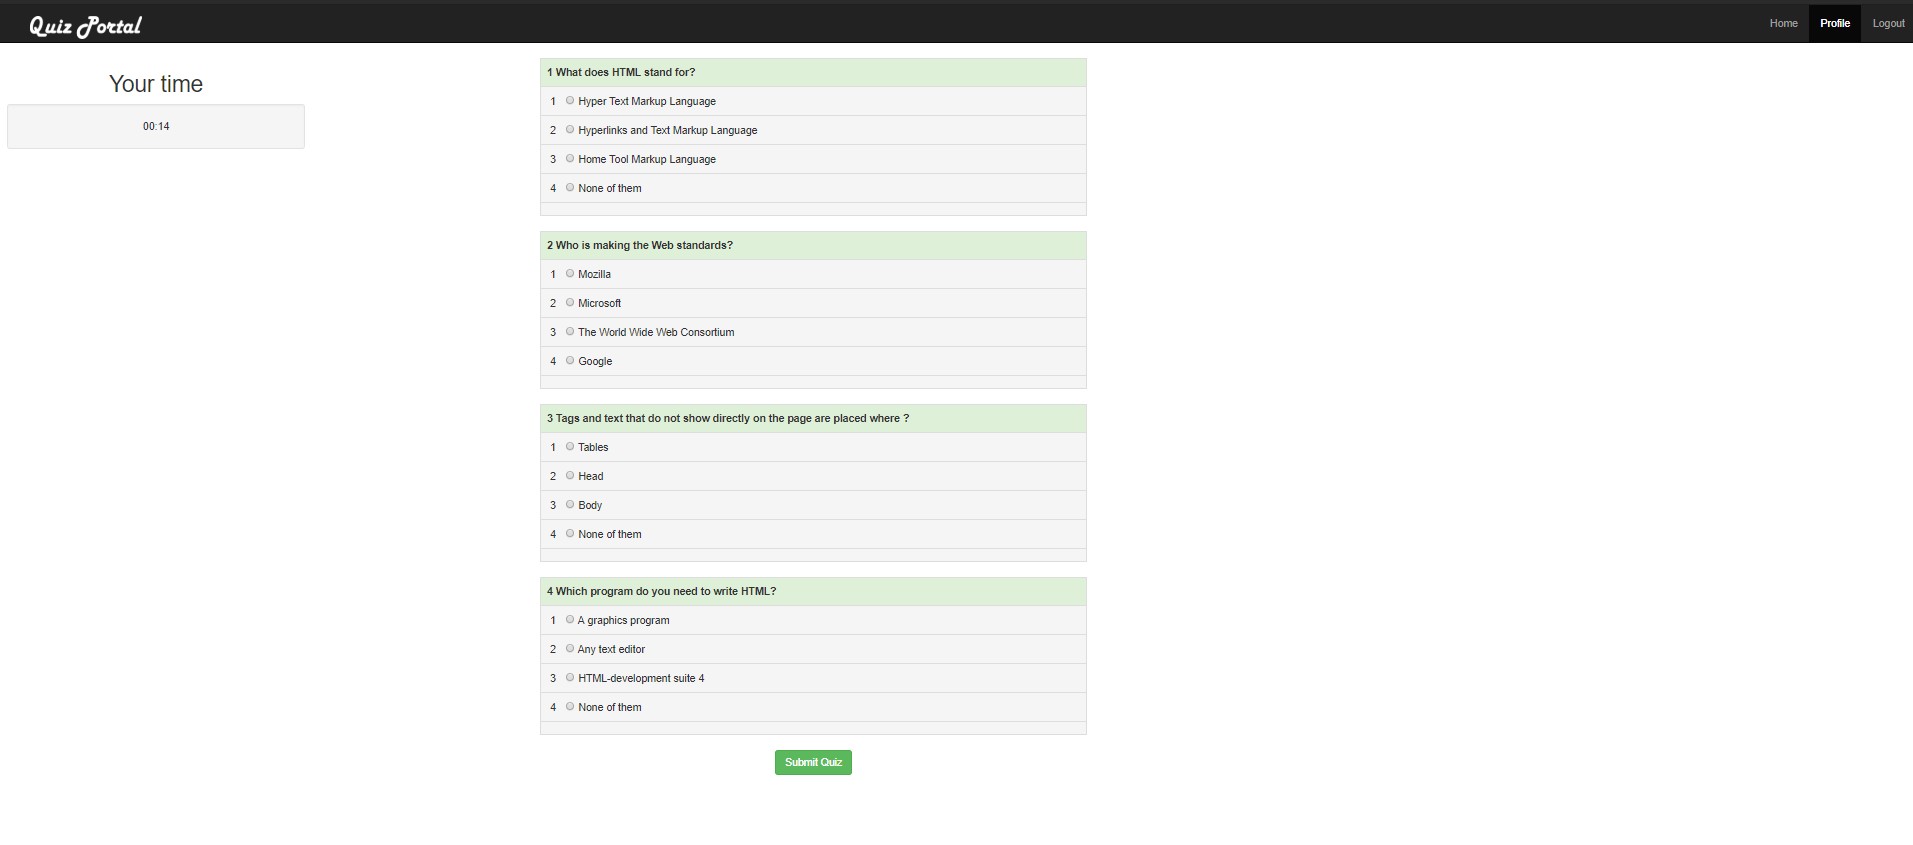 Quiz Portal
Home Profile Logout
Your time
00:14
1 What does HTML stand for?
1 Hyper Text Markup Language
2 Hyperlinks and Text Markup Language
3 Home Tool Markup Language
4 None of them
2 Who is making the Web standards?
1 Mozilla
2 Microsoft
3 The World Wide Web Consortium
4 Google
3 Tags and text that do not show directly on the page are placed where ?
1 Tables
2 Head
3 Body
4 None of them
4 Which program do you need to write HTML?
1 A graphics program
2 Any text editor
3 HTML-development suite 4
4 None of them
Submit Quiz